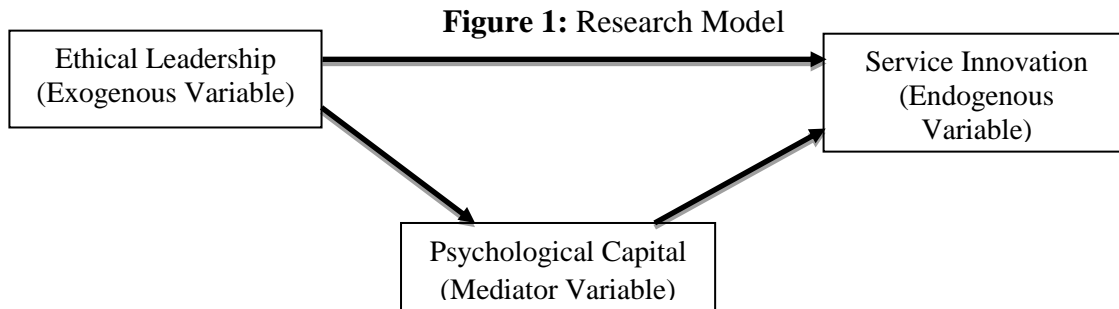 Figure 1: Research Model
Ethical Leadership
(Exogenous Variable)
Service Innovation
(Endogenous
Variable)
Psychological Capital
(Mediator Variable)